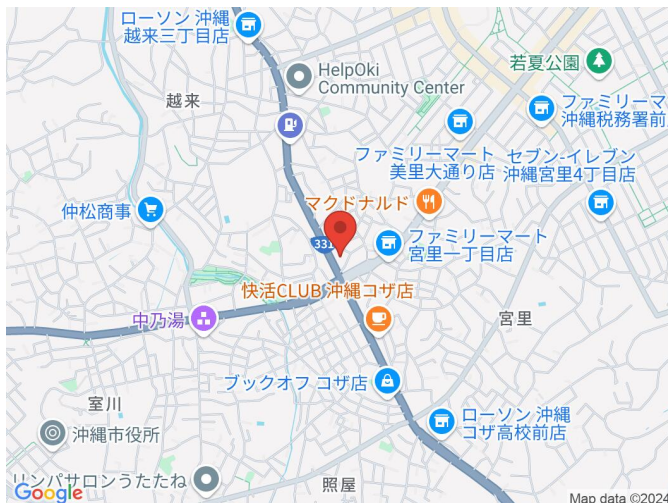 ローソン 沖縄
越来三丁目店
若夏公園
HelpOki
Community Center
越来
ファミリーマート
沖縄税務署前
ファミリーマート
美里大通り店
セブン-イレブン
沖縄宮里4丁目店
マクドナルド
仲松商事
331
ファミリーマート
宮里一丁目店
快活CLUB 沖縄コザ店
中乃湯
宮里
ブックオフ コザ店
室川
ローソン 沖縄
コザ高校前店
沖縄市役所
リンパサロンうたたね
照屋
Google
Map data ©2024